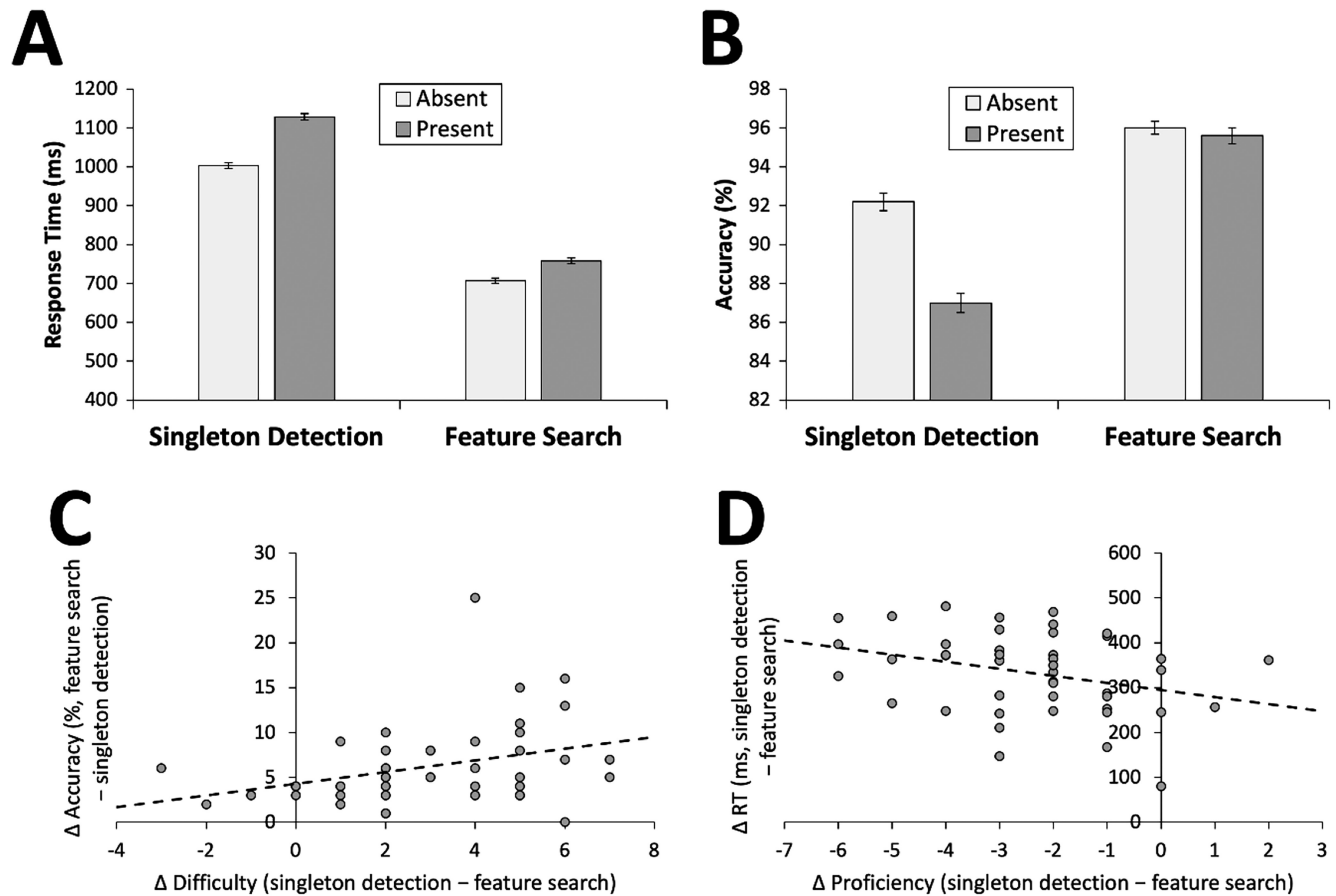 A
Response Time (ms)
1200
1100
1000
900
800
700
600
500
400
Absent
Present
Singleton Detection
Feature Search
B
Accuracy (%)
98
96
94
92
90
88
86
84
82
Absent
Present
Singleton Detection
Feature Search
C
Δ Accuracy (%, feature search
– singleton detection)
30
25
20
15
10
5
0
-4
-2
0
2
4
6
8
Δ Difficulty (singleton detection – feature search)
D
Δ RT (ms, singleton detection
– feature search)
600
500
400
300
200
100
0
-7
-6
-5
-4
-3
-2
-1
0
1
2
3
Δ Proficiency (singleton detection – feature search)